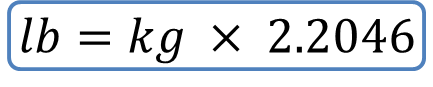 lb = kg × 2.2046